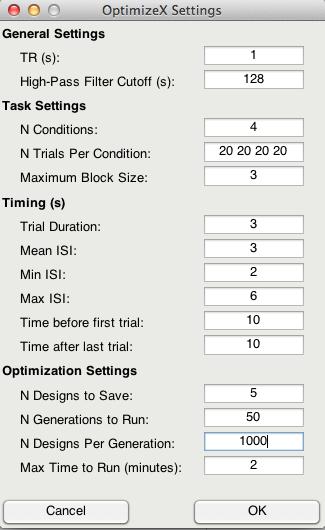 OptimizeX Settings
General Settings
TR (s): 1
High-Pass Filter Cutoff (s): 128
Task Settings
N Conditions: 4
N Trials Per Condition: 20 20 20 20
Maximum Block Size: 3
Timing (s)
Trial Duration: 3
Mean ISI: 3
Min ISI: 2
Max ISI: 6
Time before first trial: 10
Time after last trial: 10
Optimization Settings
N Designs to Save: 5
N Generations to Run: 50
N Designs Per Generation: 1000
Max Time to Run (minutes): 2
Cancel OK